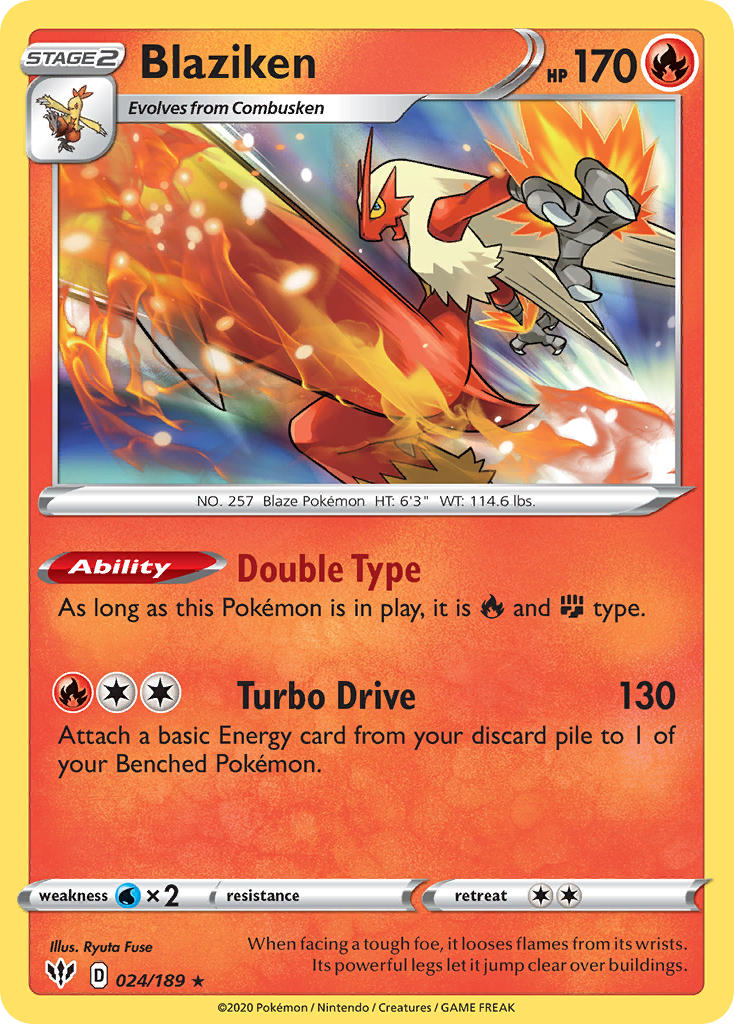 STAGE 2 Blaziken HP 170
Evolves from Combusken
NO. 257 Blaze Pokémon HT: 6'3" WT: 114.6 lbs.
Ability Double Type
As long as this Pokémon is in play, it is and type.
Turbo Drive 130
Attach a basic Energy card from your discard pile to 1 of
your Benched Pokémon.
weakness ×2 resistance retreat
Illus. Ryuta Fuse
When facing a tough foe, it looses flames from its wrists.
Its powerful legs let it jump clear over buildings.
D 024/189 ★
©2020 Pokémon / Nintendo / Creatures / GAME FREAK